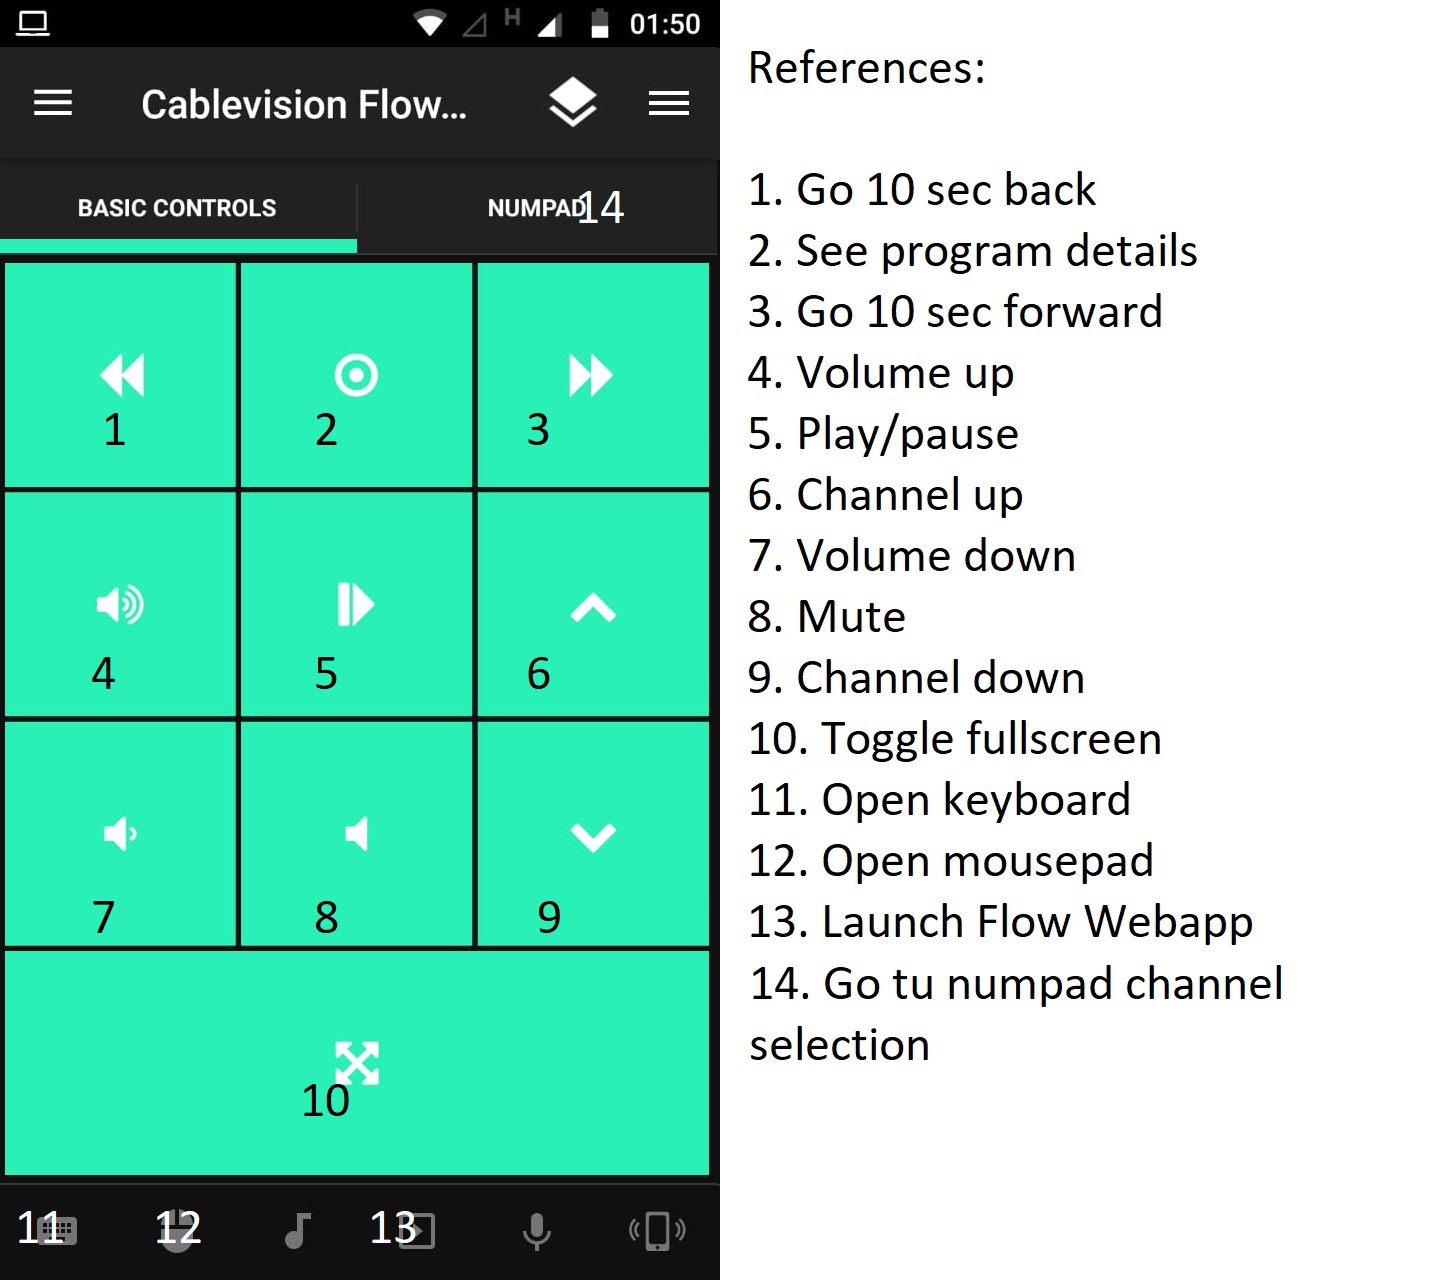 H 01:50
Cablevision Flow...
BASIC CONTROLS NUMPAD 14
1 2 3
4 5 6
7 8 9
10
11 12 13
References:
1. Go 10 sec back
2. See program details
3. Go 10 sec forward
4. Volume up
5. Play/pause
6. Channel up
7. Volume down
8. Mute
9. Channel down
10. Toggle fullscreen
11. Open keyboard
12. Open mousepad
13. Launch Flow Webapp
14. Go tu numpad channel
selection